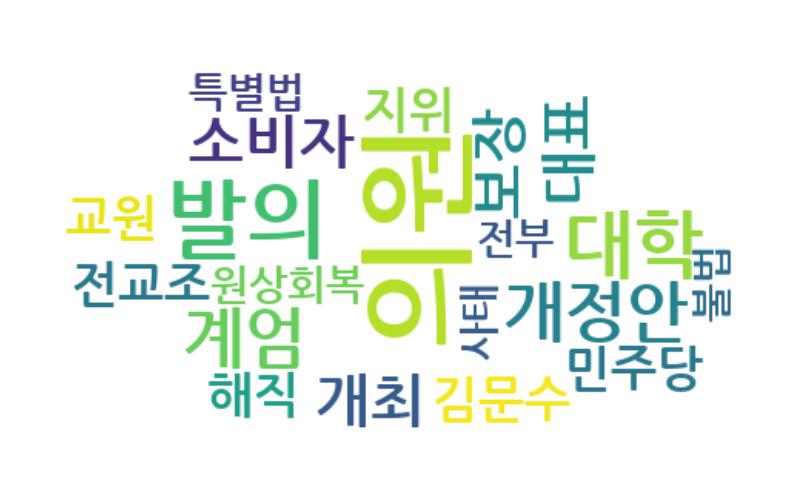 특별법
지위
소비자
보장
대표
의원
발의
교원
전부
대학
불법
전교조
원상회복
사태
개정안
계엄
민주당
해직
개최
김문수